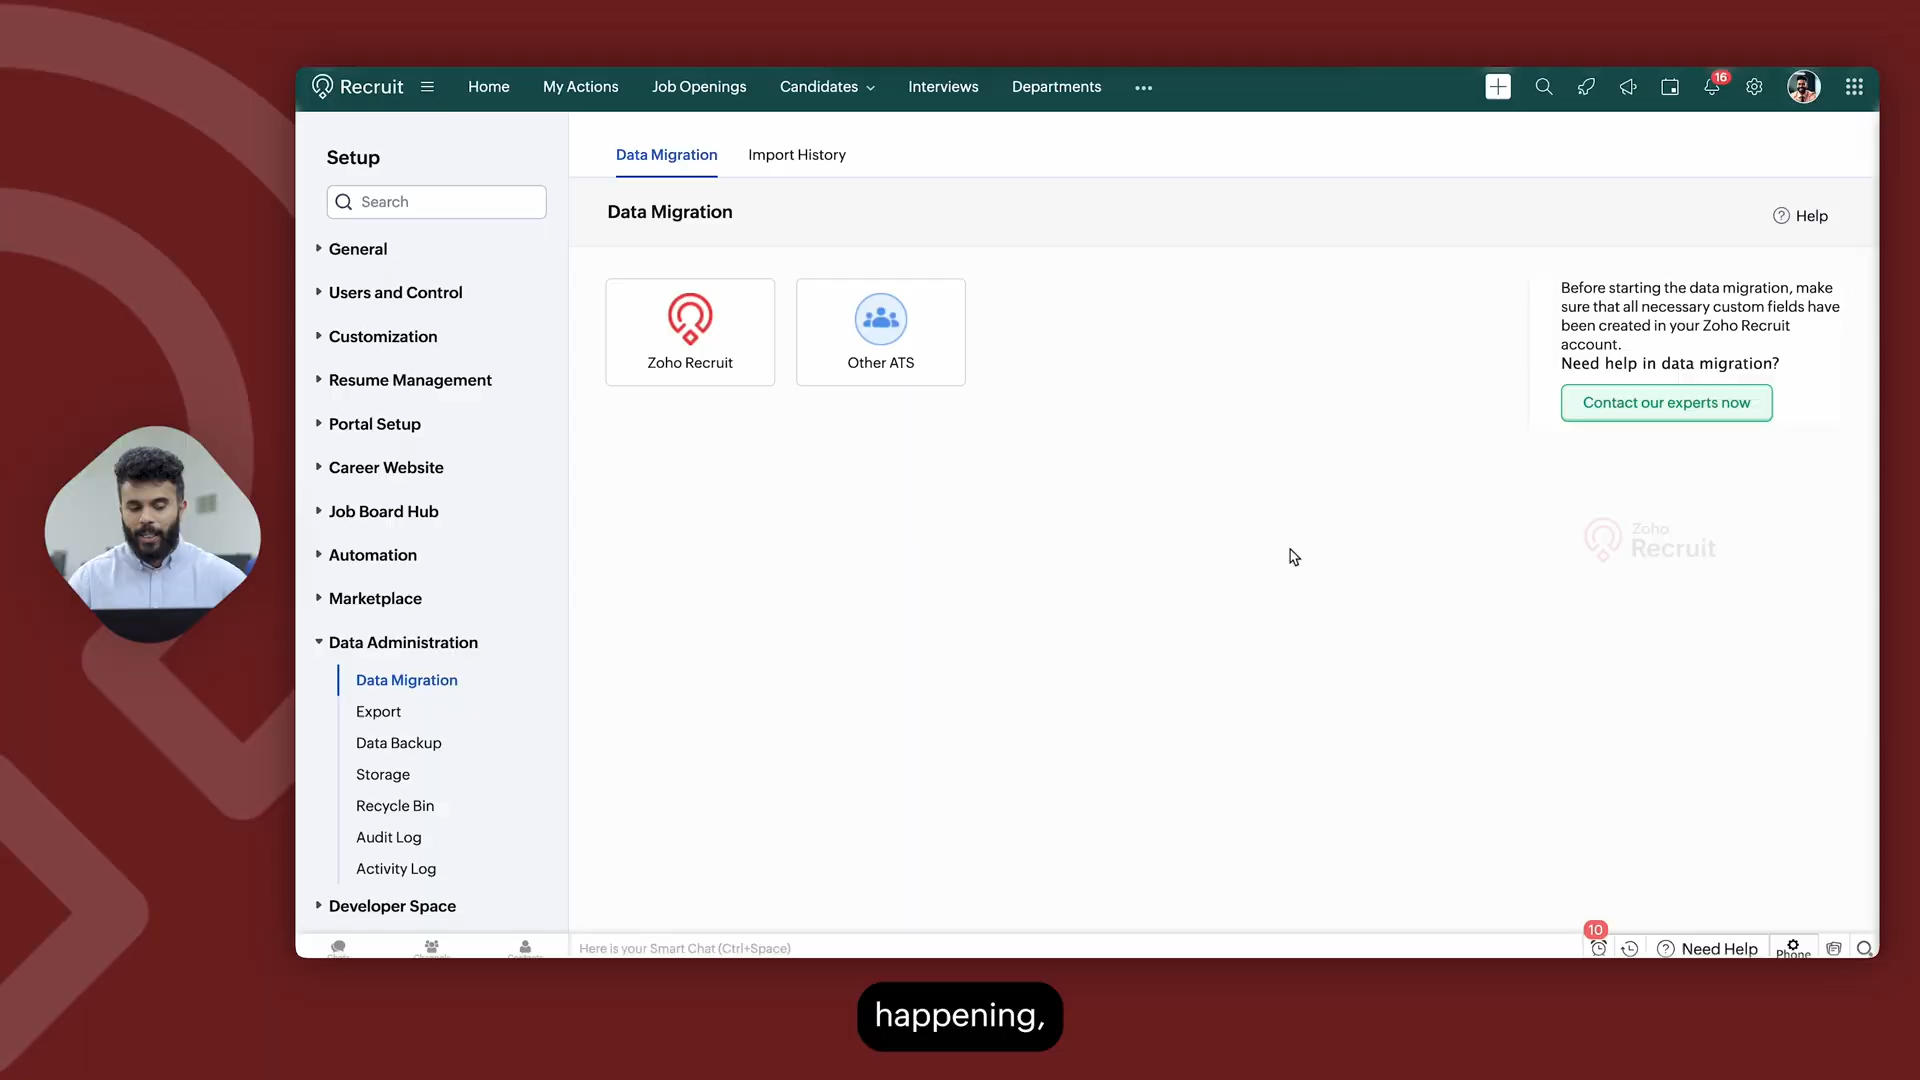 Recruit
Home
My Actions
Job Openings
Candidates
Interviews
Departments
16
Setup
Search
General
Users and Control
Customization
Resume Management
Portal Setup
Career Website
Job Board Hub
Automation
Marketplace
Data Administration
Data Migration
Export
Data Backup
Storage
Recycle Bin
Audit Log
Activity Log
Developer Space
Data Migration
Import History
Data Migration
Help
Zoho Recruit
Other ATS
Before starting the data migration, make
sure that all necessary custom fields have
been created in your Zoho Recruit
account.
Need help in data migration?
Contact our experts now
Zoho
Recruit
Here is your Smart Chat (Ctrl+Space)
10
Need Help
Phone
happening,